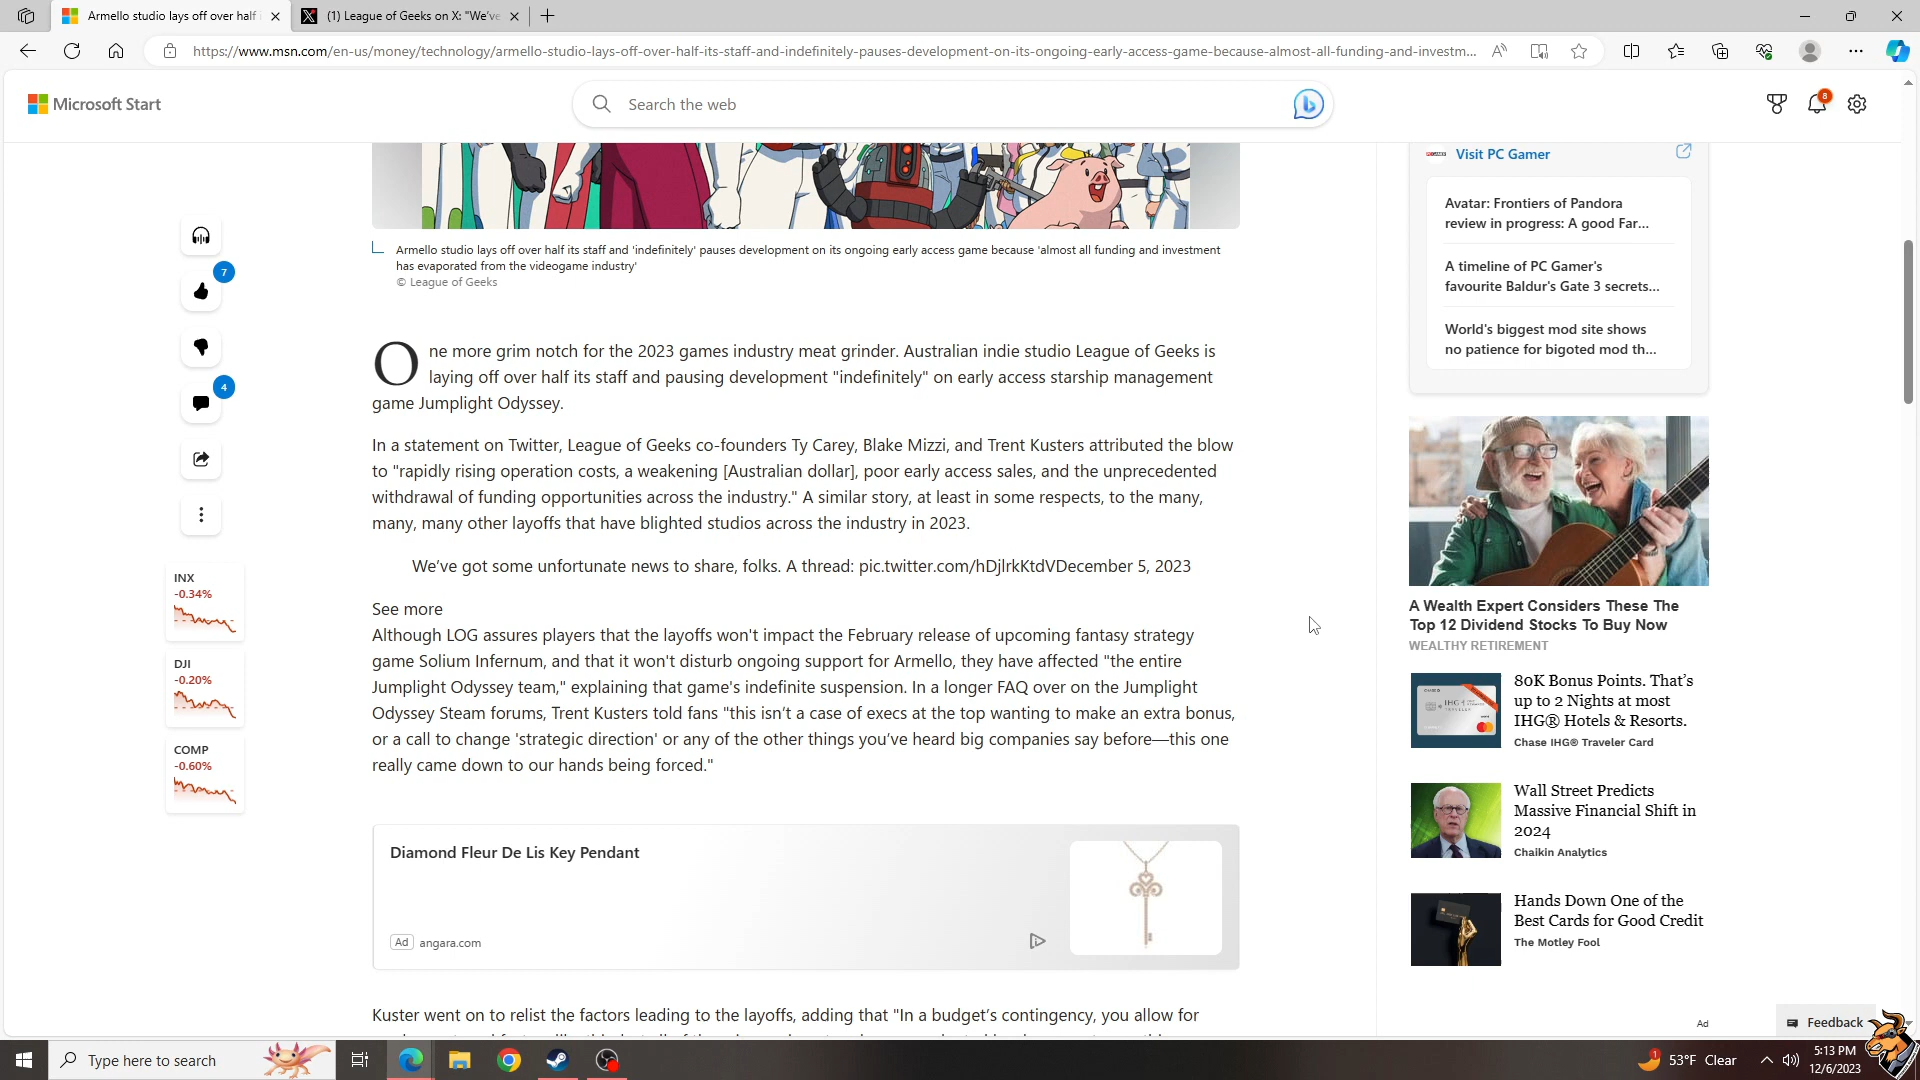 Armello studio lays off over half i
(1) League of Geeks on X: "We've
https://www.msn.com/en-us/money/technology/armello-studio-lays-off-over-half-its-staff-and-indefinitely-pauses-development-on-its-ongoing-early-access-game-because-almost-all-funding-and-investm...
Microsoft Start
Search the web
8
Visit PC Gamer
Avatar: Frontiers of Pandora
review in progress: A good Far...
A timeline of PC Gamer's
favourite Baldur's Gate 3 secrets...
World's biggest mod site shows
no patience for bigoted mod th...
Armello studio lays off over half its staff and 'indefinitely' pauses development on its ongoing early access game because 'almost all funding and investment
has evaporated from the videogame industry'
© League of Geeks
7
4
INX
-0.34%
DJI
-0.20%
COMP
-0.60%
One more grim notch for the 2023 games industry meat grinder. Australian indie studio League of Geeks is
laying off over half its staff and pausing development "indefinitely" on early access starship management
game Jumplight Odyssey.
In a statement on Twitter, League of Geeks co-founders Ty Carey, Blake Mizzi, and Trent Kusters attributed the blow
to "rapidly rising operation costs, a weakening [Australian dollar], poor early access sales, and the unprecedented
withdrawal of funding opportunities across the industry." A similar story, at least in some respects, to the many,
many, many other layoffs that have blighted studios across the industry in 2023.
We've got some unfortunate news to share, folks. A thread: pic.twitter.com/hDjlrkKtdVDecember 5, 2023
See more
Although LOG assures players that the layoffs won't impact the February release of upcoming fantasy strategy
game Solium Infernum, and that it won't disturb ongoing support for Armello, they have affected "the entire
Jumplight Odyssey team," explaining that game's indefinite suspension. In a longer FAQ over on the Jumplight
Odyssey Steam forums, Trent Kusters told fans "this isn't a case of execs at the top wanting to make an extra bonus,
or a call to change 'strategic direction' or any of the other things you've heard big companies say before—this one
really came down to our hands being forced."
Diamond Fleur De Lis Key Pendant
Ad angara.com
Kuster went on to relist the factors leading to the layoffs, adding that "In a budget's contingency, you allow for
A Wealth Expert Considers These The
Top 12 Dividend Stocks To Buy Now
WEALTHY RETIREMENT
80K Bonus Points. That's
up to 2 Nights at most
IHG® Hotels & Resorts.
Chase IHG® Traveler Card
Wall Street Predicts
Massive Financial Shift in
2024
Chaikin Analytics
Hands Down One of the
Best Cards for Good Credit
The Motley Fool
Ad
Feedback
Type here to search
1
53°F Clear
5:13 PM
12/6/2023